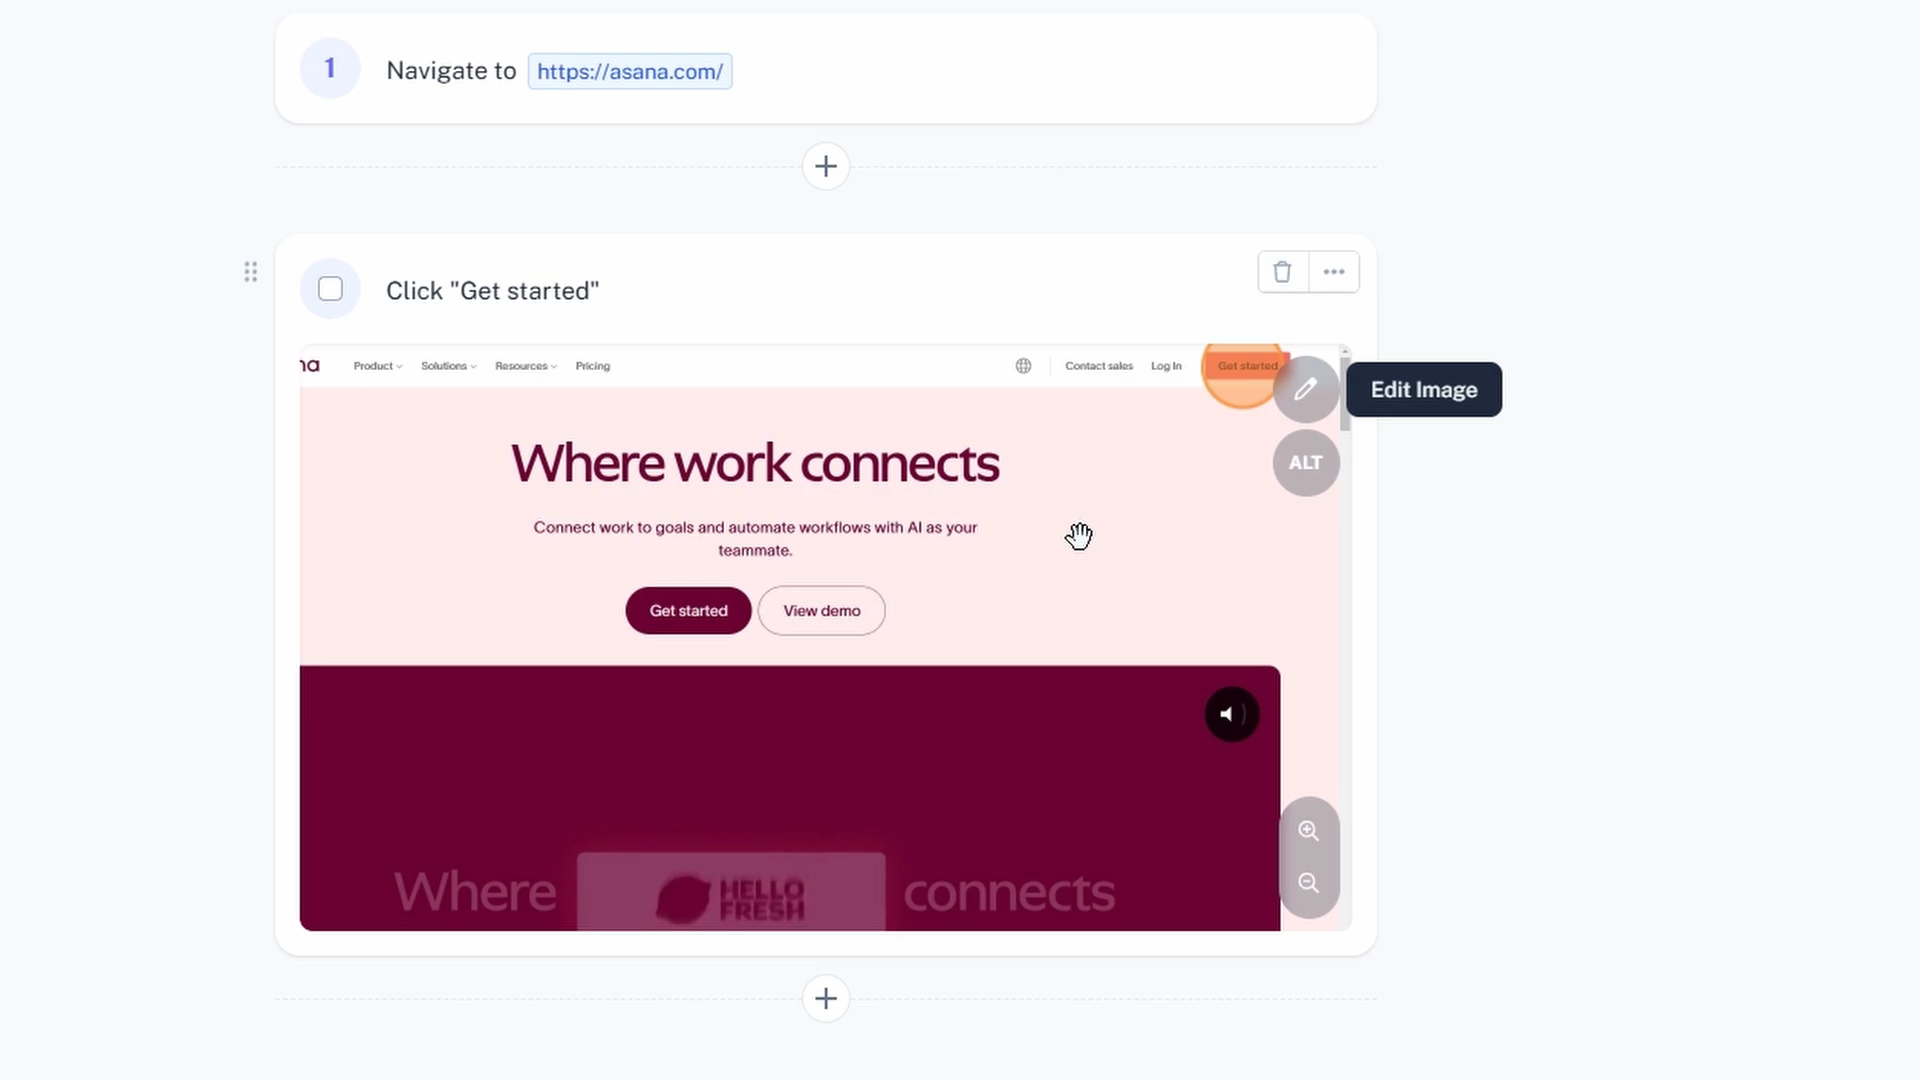 1 Navigate to https://asana.com/
Click "Get started"
na Product Solutions Resources Pricing Contact sales Log In Get started
Edit Image
ALT
Where work connects
Connect work to goals and automate workflows with AI as your
teammate.
Get started View demo
Where HELLO FRESH connects